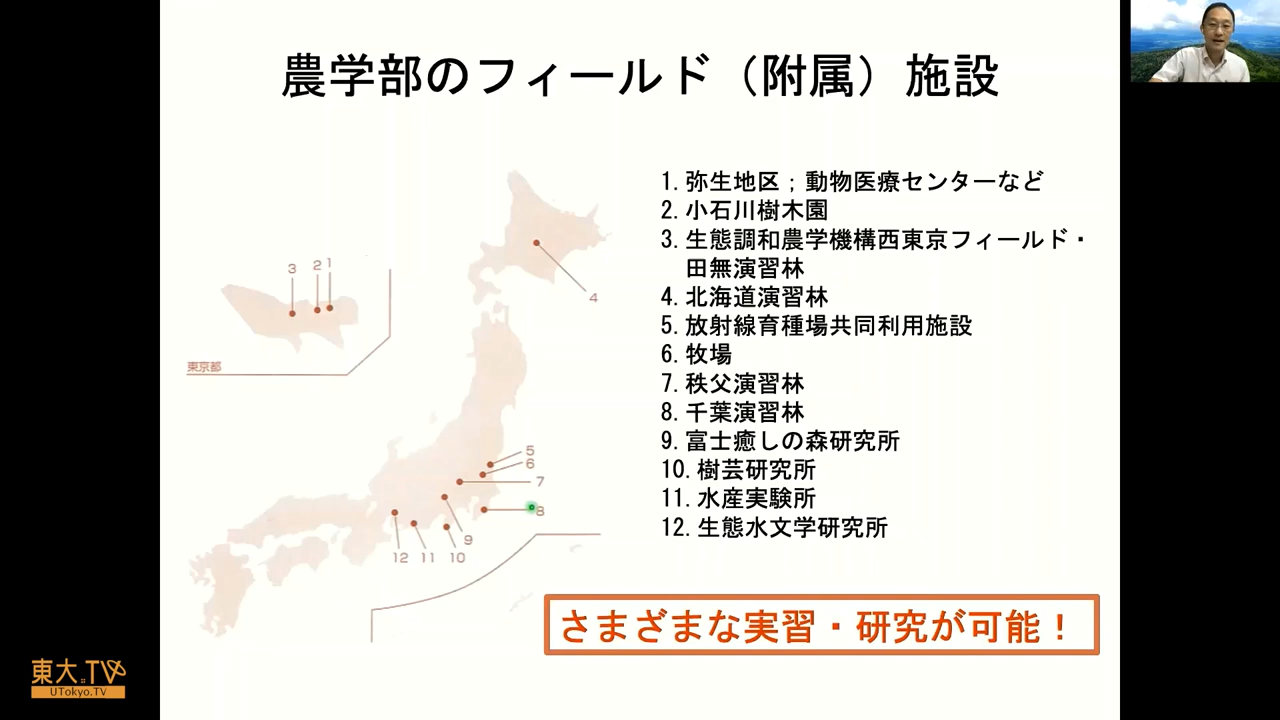 農学部のフィールド（附属）施設
1. 弥生地区；動物医療センターなど
2. 小石川樹木園
3. 生態調和農学機構西東京フィールド・
田無演習林
4. 北海道演習林
5. 放射線育種場共同利用施設
6. 牧場
7. 秩父演習林
8. 千葉演習林
9. 富士癒しの森研究所
10. 樹芸研究所
11. 水産実験所
12. 生態水文学研究所
3 2 1
東京都
4
5
6
7
8
9
12 11 10
さまざまな実習・研究が可能！
東大.TV
UTokyo.TV